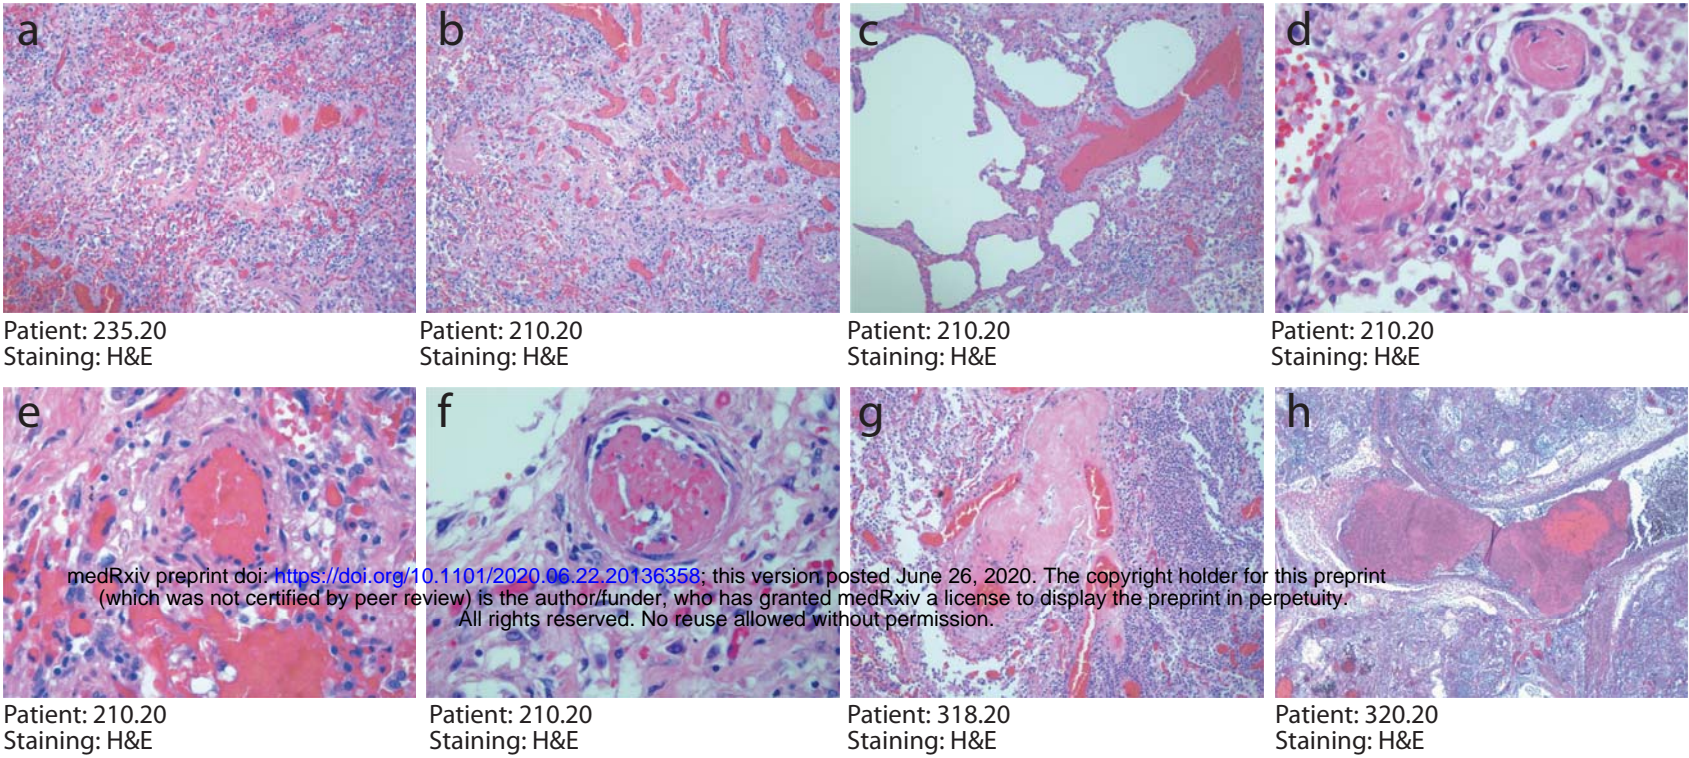 a
b
c
d
Patient: 235.20
Staining: H&E
Patient: 210.20
Staining: H&E
Patient: 210.20
Staining: H&E
Patient: 210.20
Staining: H&E
e
f
g
h
medRxiv preprint doi: https://doi.org/10.1101/2020.06.22.20136358; this version posted June 26, 2020. The copyright holder for this preprint
(which was not certified by peer review) is the author/funder, who has granted medRxiv a license to display the preprint in perpetuity.
All rights reserved. No reuse allowed without permission.
Patient: 210.20
Staining: H&E
Patient: 210.20
Staining: H&E
Patient: 318.20
Staining: H&E
Patient: 320.20
Staining: H&E